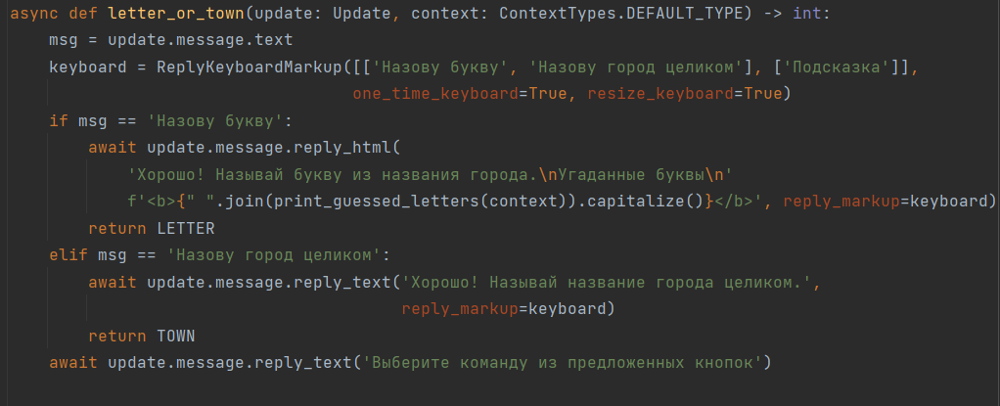 async def letter_or_town(update: Update, context: ContextTypes.DEFAULT_TYPE) -> int:
    msg = update.message.text
    keyboard = ReplyKeyboardMarkup([['Назову букву', 'Назову город целиком'], ['Подсказка']],
                                   one_time_keyboard=True, resize_keyboard=True)
    if msg == 'Назову букву':
        await update.message.reply_html(
            'Хорошо! Называй букву из названия города.\nУгаданные буквы\n'
            f'<b>{" ".join(print_guessed_letters(context)).capitalize()}</b>', reply_markup=keyboard)
        return LETTER
    elif msg == 'Назову город целиком':
        await update.message.reply_text('Хорошо! Называй название города целиком.',
                                        reply_markup=keyboard)
        return TOWN
    await update.message.reply_text('Выберите команду из предложенных кнопок')